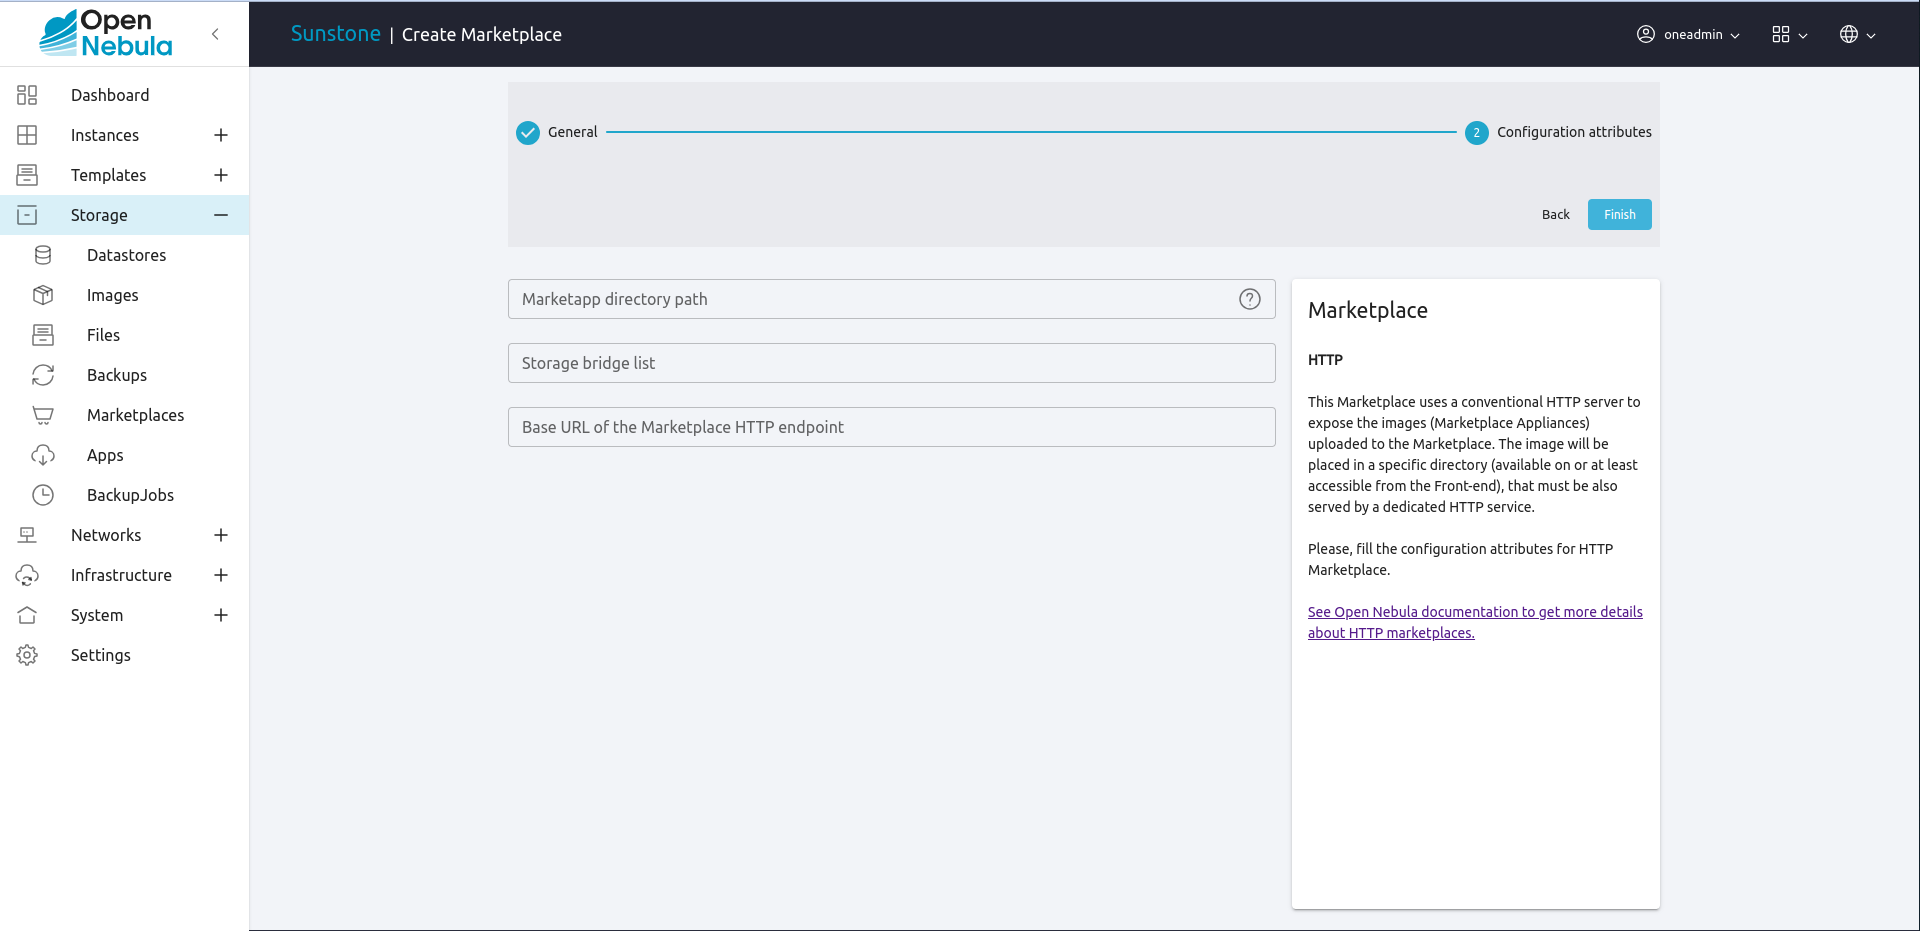 Open
Nebula
Sunstone | Create Marketplace
oneadmin
Dashboard
Instances
Templates
Storage
Datastores
Images
Files
Backups
Marketplaces
Apps
BackupJobs
Networks
Infrastructure
System
Settings
General
2 Configuration attributes
Back Finish
Marketapp directory path
Storage bridge list
Base URL of the Marketplace HTTP endpoint
Marketplace
HTTP
This Marketplace uses a conventional HTTP server to
expose the images (Marketplace Appliances)
uploaded to the Marketplace. The image will be
placed in a specific directory (available on or at least
accessible from the Front-end), that must be also
served by a dedicated HTTP service.
Please, fill the configuration attributes for HTTP
Marketplace.
See Open Nebula documentation to get more details
about HTTP marketplaces.